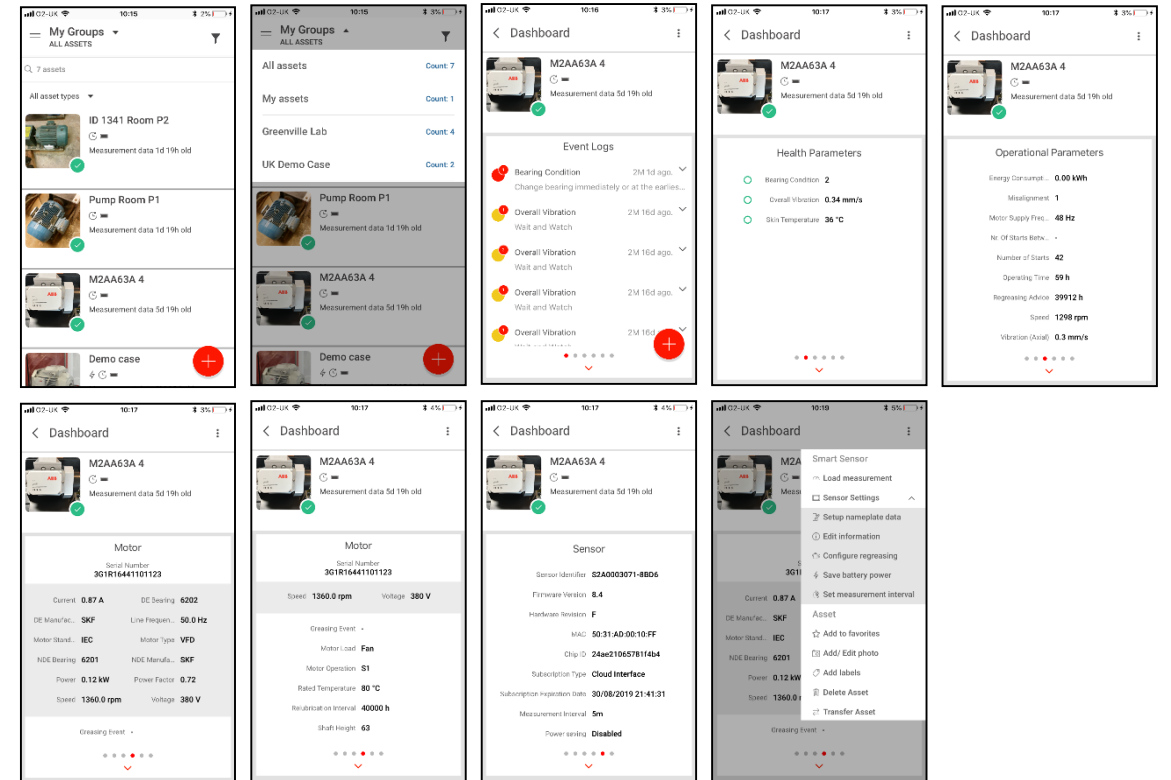 O2-UK 10:15 2%
My Groups
ALL ASSETS
7 assets
All asset types
ID 1341 Room P2
Measurement data 1d 19h old
Pump Room P1
Measurement data 1d 19h old
M2AA63A 4
Measurement data 5d 19h old
Demo case
O2-UK 10:15 3%
My Groups
ALL ASSETS
All assets Count: 7
My assets Count: 1
Greenville Lab Count: 4
UK Demo Case Count: 2
Pump Room P1
Measurement data 1d 19h old
M2AA63A 4
Measurement data 5d 19h old
Demo case
O2-UK 10:16 3%
Dashboard
M2AA63A 4
Measurement data 5d 19h old
Event Logs
Bearing Condition 2M 1d ago.
Change bearing immediately or at the earlies...
Overall Vibration 2M 16d ago.
Wait and Watch
Overall Vibration 2M 16d ago.
Wait and Watch
Overall Vibration 2M 16d ago.
Wait and Watch
Overall Vibration 2M 16d
O2-UK 10:17 3%
Dashboard
M2AA63A 4
Measurement data 5d 19h old
Health Parameters
Bearing Condition 2
Overall Vibration 0.34 mm/s
Skin Temperature 36 °C
O2-UK 10:17 3%
Dashboard
M2AA63A 4
Measurement data 5d 19h old
Operational Parameters
Energy Consumpt... 0.00 kWh
Misalignment 1
Motor Supply Freq... 48 Hz
Nr. Of Starts Betw... -
Number of Starts 42
Operating Time 59 h
Regreasing Advice 39912 h
Speed 1298 rpm
Vibration (Axial) 0.3 mm/s
O2-UK 10:17 3%
Dashboard
M2AA63A 4
Measurement data 5d 19h old
Motor
Serial Number
3G1R16441101123
Current 0.87 A DE Bearing 6202
DE Manufac... SKF Line Frequen... 50.0 Hz
Motor Stand... IEC Motor Type VFD
NDE Bearing 6201 NDE Manufa... SKF
Power 0.12 kW Power Factor 0.72
Speed 1360.0 rpm Voltage 380 V
Greasing Event -
O2-UK 10:17 4%
Dashboard
M2AA63A 4
Measurement data 5d 19h old
Motor
Serial Number
3G1R16441101123
Speed 1360.0 rpm Voltage 380 V
Greasing Event -
Motor Load Fan
Motor Operation S1
Rated Temperature 80 °C
Relubrication Interval 40000 h
Shaft Height 63
O2-UK 10:17 4%
Dashboard
M2AA63A 4
Measurement data 5d 19h old
Sensor
Sensor Identifier S2A0003071-8BD6
Firmware Version 8.4
Hardware Revision F
MAC 50:31:AD:00:10:FF
Chip ID 24ae21065781f4b4
Subscription Type Cloud Interface
Subscription Expiration Date 30/08/2019 21:41:31
Measurement Interval 5m
Power saving Disabled
O2-UK 10:19 5%
Dashboard
M2A
Meas
3G1
Current 0.87 A
DE Manufac... SKF
Motor Stand... IEC
NDE Bearing 6201
Power 0.12 kW
Speed 1360.0
Greasing Event -
Smart Sensor
Load measurement
Sensor Settings
Setup nameplate data
Edit information
Configure regreasing
Save battery power
Set measurement interval
Asset
Add to favorites
Add/ Edit photo
Add labels
Delete Asset
Transfer Asset